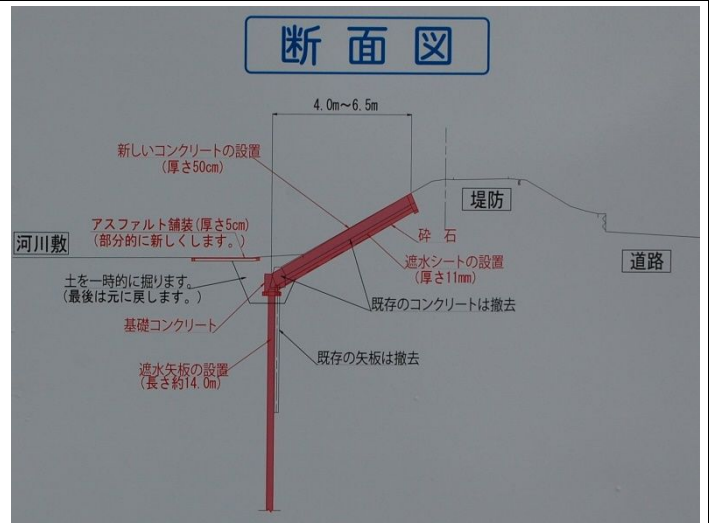 断面図
4.0m～6.5m
新しいコンクリートの設置
(厚さ50cm)
堤防
アスファルト舗装(厚さ5cm)
(部分的に新しくします。)
河川敷
砕石
道路
遮水シートの設置
(厚さ11mm)
土を一時的に掘ります。
(最後は元に戻します。)
既存のコンクリートは撤去
基礎コンクリート
既存の矢板は撤去
遮水矢板の設置
(長さ約14.0m)